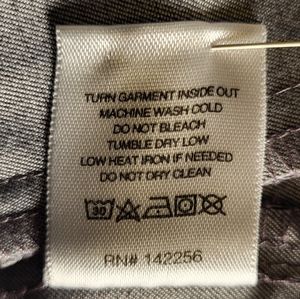 TURN GARMENT INSIDE OUT
MACHINE WASH COLD
DO NOT BLEACH
TUMBLE DRY LOW
LOW HEAT IRON IF NEEDED
DO NOT DRY CLEAN
30
RN# 142256